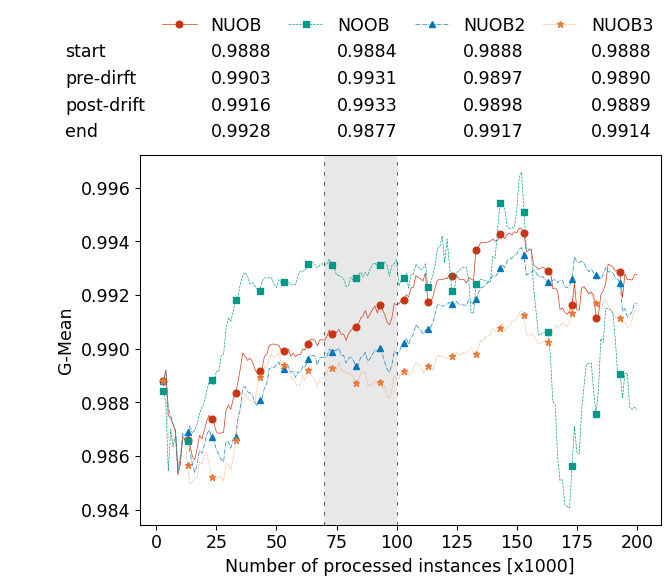 NUOB NOOB NUOB2 NUOB3
start 0.9888 0.9884 0.9888 0.9888
pre-dirft 0.9903 0.9931 0.9897 0.9890
post-drift 0.9916 0.9933 0.9898 0.9889
end 0.9928 0.9877 0.9917 0.9914
0.996
0.994
0.992
0.990
0.988
0.986
0.984
G-Mean
0 25 50 75 100 125 150 175 200
Number of processed instances [x1000]